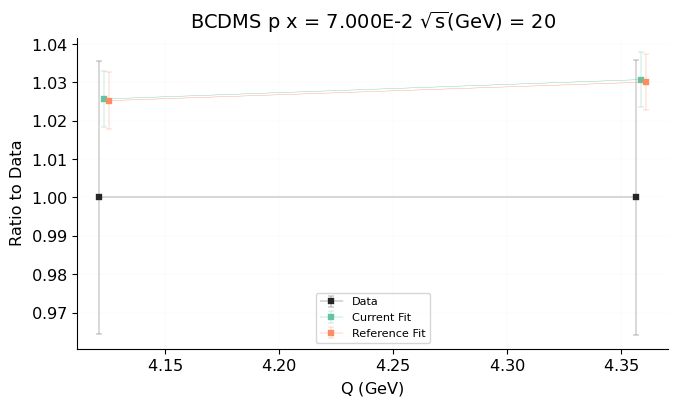 BCDMS p x = 7.000E-2 √s(GeV) = 20
Ratio to Data
1.04
1.03
1.02
1.01
1.00
0.99
0.98
0.97
Data
Current Fit
Reference Fit
4.15 4.20 4.25 4.30 4.35
Q (GeV)